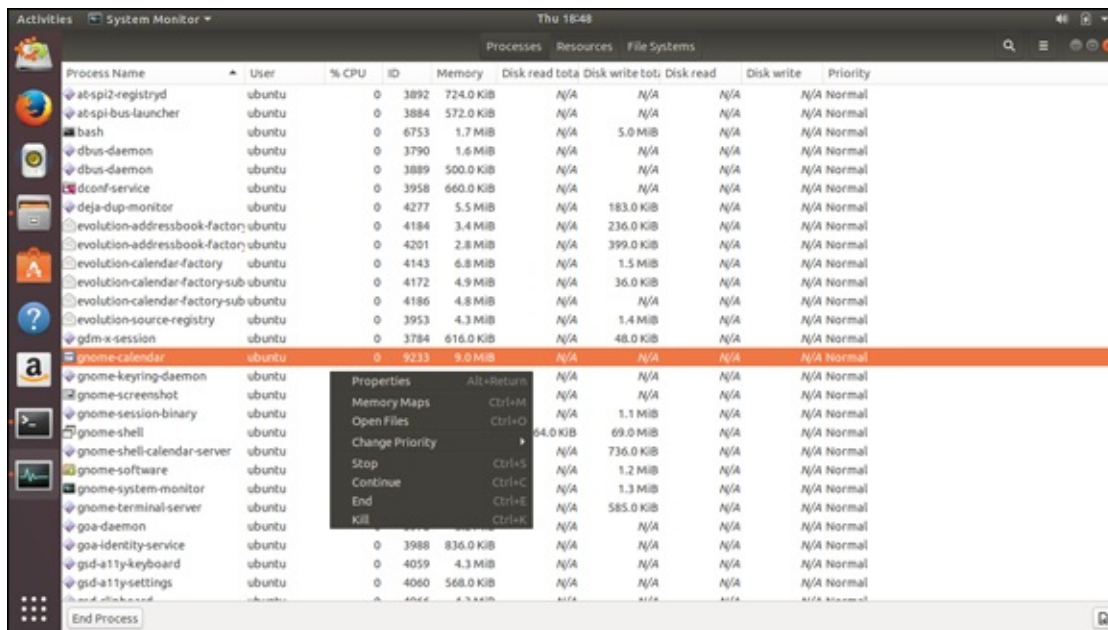 Activities System Monitor Thu 18:48
Processes Resources File Systems
Process Name User % CPU ID Memory Disk read tota Disk write tota Disk read Disk write Priority
at-spi2-registryd ubuntu 0 3892 724.0 KiB N/A N/A N/A N/A Normal
at-spi-bus-launcher ubuntu 0 3884 572.0 KiB N/A N/A N/A N/A Normal
bash ubuntu 0 6753 1.7 MiB N/A 5.0 MiB N/A N/A Normal
dbus-daemon ubuntu 0 3790 1.6 MiB N/A N/A N/A N/A Normal
dbus-daemon ubuntu 0 3889 500.0 KiB N/A N/A N/A N/A Normal
dconf-service ubuntu 0 3958 660.0 KiB N/A N/A N/A N/A Normal
deja-dup-monitor ubuntu 0 4277 5.5 MiB N/A 183.0 KiB N/A N/A Normal
evolution-addressbook-factory ubuntu 0 4184 3.4 MiB N/A 236.0 KiB N/A N/A Normal
evolution-addressbook-factory ubuntu 0 4201 2.8 MiB N/A 399.0 KiB N/A N/A Normal
evolution-calendar-factory ubuntu 0 4143 6.8 MiB N/A 1.5 MiB N/A N/A Normal
evolution-calendar-factory-sub ubuntu 0 4172 4.9 MiB N/A 36.0 KiB N/A N/A Normal
evolution-calendar-factory-sub ubuntu 0 4186 4.8 MiB N/A N/A N/A N/A Normal
evolution-source-registry ubuntu 0 3953 4.3 MiB N/A 1.4 MiB N/A N/A Normal
gdm-x-session ubuntu 0 3784 616.0 KiB N/A 48.0 KiB N/A N/A Normal
gnome-calendar ubuntu 0 9233 9.0 MiB N/A N/A N/A N/A Normal
gnome-keyring-daemon ubuntu N/A N/A N/A N/A Normal
gnome-screenshot ubuntu N/A N/A N/A N/A Normal
gnome-session-binary ubuntu N/A 1.1 MiB N/A N/A Normal
gnome-shell ubuntu 64.0 KiB 69.0 MiB N/A N/A Normal
gnome-shell-calendar-server ubuntu N/A 736.0 KiB N/A N/A Normal
gnome-software ubuntu N/A 1.2 MiB N/A N/A Normal
gnome-system-monitor ubuntu N/A 1.3 MiB N/A N/A Normal
gnome-terminal-server ubuntu N/A 585.0 KiB N/A N/A Normal
goa-daemon ubuntu N/A N/A N/A N/A Normal
goa-identity-service ubuntu 0 3988 836.0 KiB N/A N/A N/A N/A Normal
gsd-a11y-keyboard ubuntu 0 4059 4.3 MiB N/A N/A N/A N/A Normal
gsd-a11y-settings ubuntu 0 4060 568.0 KiB N/A N/A N/A N/A Normal
Properties Alt+Return
Memory Maps Ctrl+M
Open Files Ctrl+O
Change Priority
Stop Ctrl+S
Continue Ctrl+C
End Ctrl+E
Kill Ctrl+K
End Process